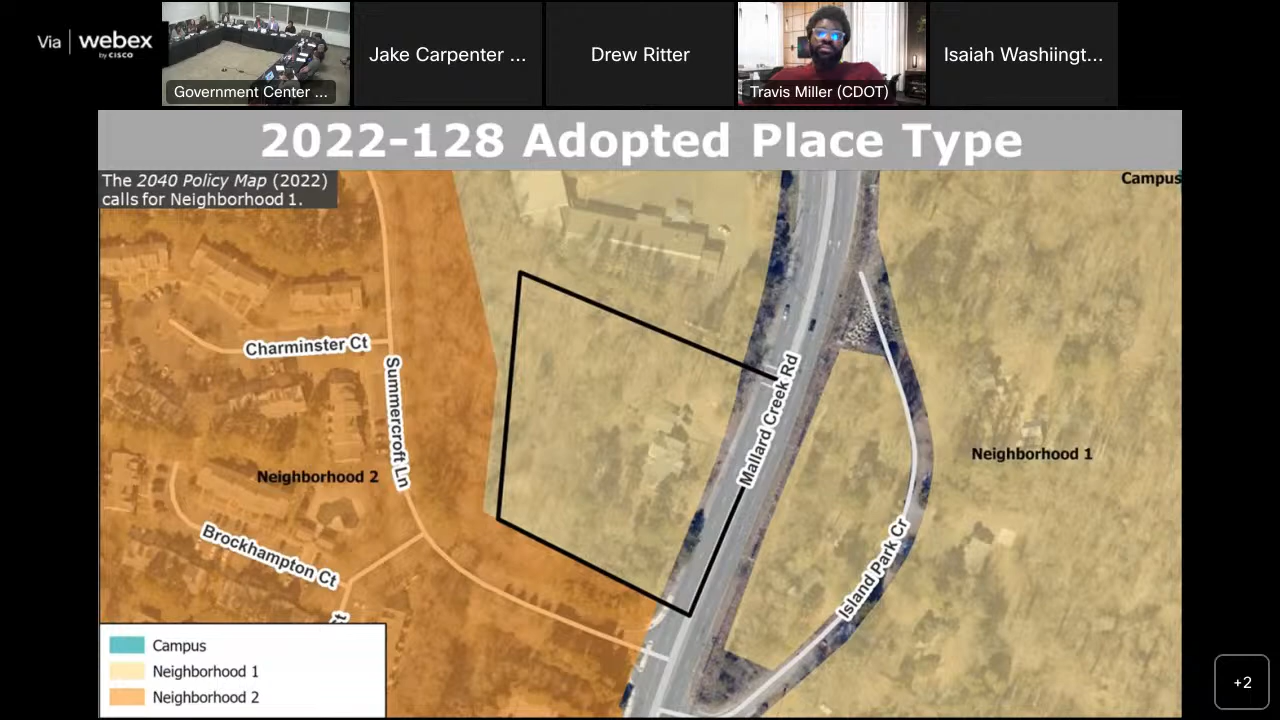 Via webex
by CISCO
Government Center ...
Jake Carpenter ...
Drew Ritter
Travis Miller (CDOT)
Isaiah Washiingt...
2022-128 Adopted Place Type
The 2040 Policy Map (2022)
calls for Neighborhood 1.
Campus
Charminster Ct
Summercroft Ln
Mallard Creek Rd
Neighborhood 1
Neighborhood 2
Brockhampton Ct
Island Park Cr
Campus
Neighborhood 1
Neighborhood 2
+2